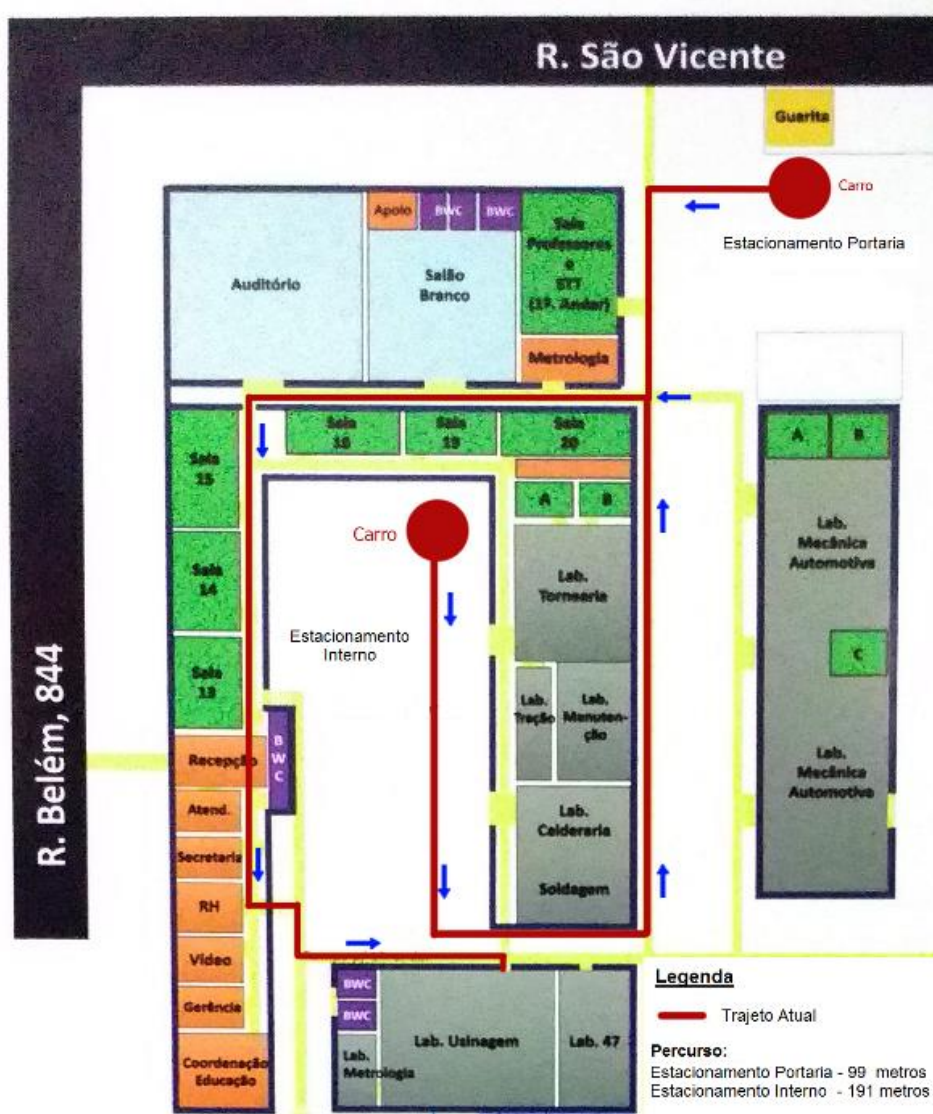 R. São Vicente
Guarita
Carro
Estacionamento Portaria
Apoio
BWC
BWC
Sala
Professores
e
STT
(1º. Andar)
Auditório
Salão
Branco
Metrologia
Sala
15
Sala
18
Sala
19
Sala
20
A
B
A
B
Carro
Lab.
Mecânica
Automotiva
Lab.
Tornearia
Sala
14
Estacionamento
Interno
C
Sala
13
Lab.
Tração
Lab.
Manuten-
ção
R. Belém, 844
Recepção
BWC
Lab.
Mecânica
Automotiva
Atend.
Lab.
Calderaria
Secretaria
Soldagem
RH
Vídeo
Gerência
Coordenação
Educação
BWC
BWC
Lab.
Metrologia
Lab. Usinagem
Lab. 47
Legenda
Trajeto Atual
Percurso:
Estacionamento Portaria - 99 metros
Estacionamento Interno - 191 metros